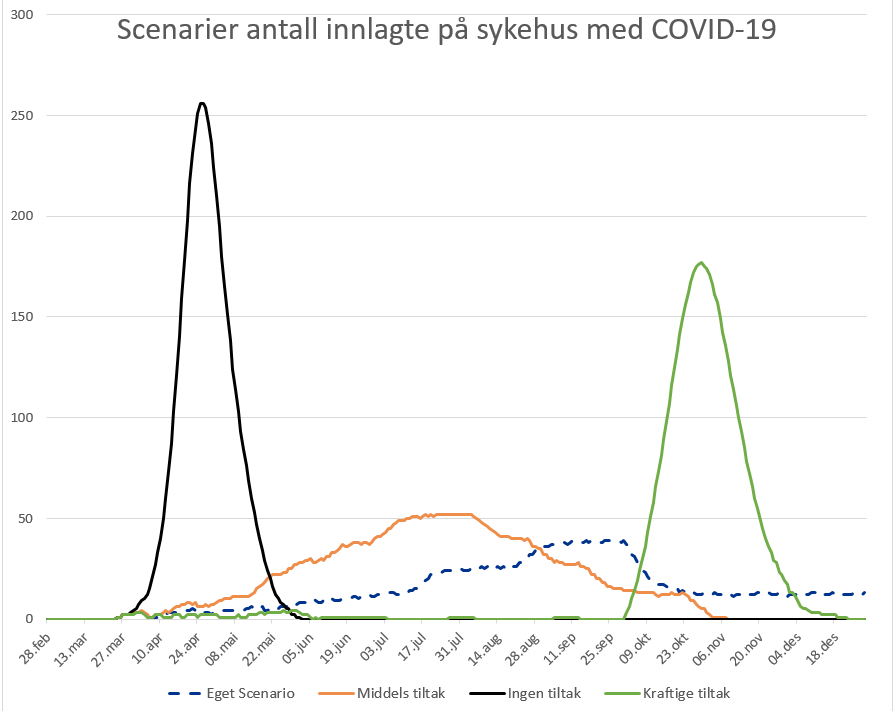 Scenarier antall innlagte på sykehus med COVID-19
300
250
200
150
100
50
0
28.feb
13.mar
27.mar
10.apr
24.apr
08.mai
22.mai
05.jun
19.jun
03.jul
17.jul
31.jul
14.aug
28.aug
11.sep
25.sep
09.okt
23.okt
06.nov
20.nov
04.des
18.des
Eget Scenario Middels tiltak Ingen tiltak Kraftige tiltak